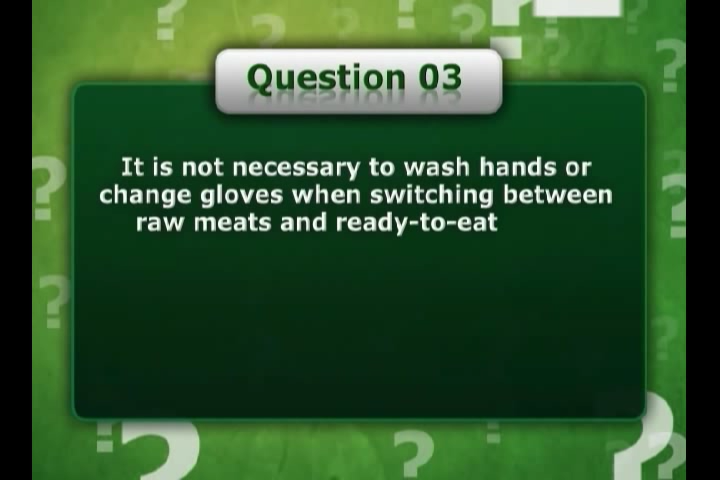 Question 03
It is not necessary to wash hands or
change gloves when switching between
raw meats and ready-to-eat